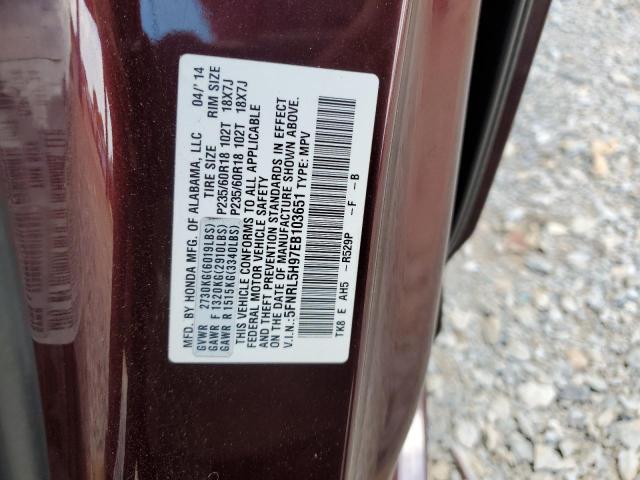 MFD. BY HONDA MFG. OF ALABAMA, LLC 04/'14
TIRE SIZE RIM SIZE
GVWR 2730KG(6019LBS)
GAWR F 1320KG(2910LBS) P235/60R18 102T 18X7J
GAWR R 1515KG(3340LBS) P235/60R18 102T 18X7J
THIS VEHICLE CONFORMS TO ALL APPLICABLE
FEDERAL MOTOR VEHICLE SAFETY
AND THEFT PREVENTION STANDARDS IN EFFECT
ON THE DATE OF MANUFACTURE SHOWN ABOVE.
V.I.N.:5FNRL5H97EB103651 TYPE: MPV
TK8 E AH5 -R529P -F -B